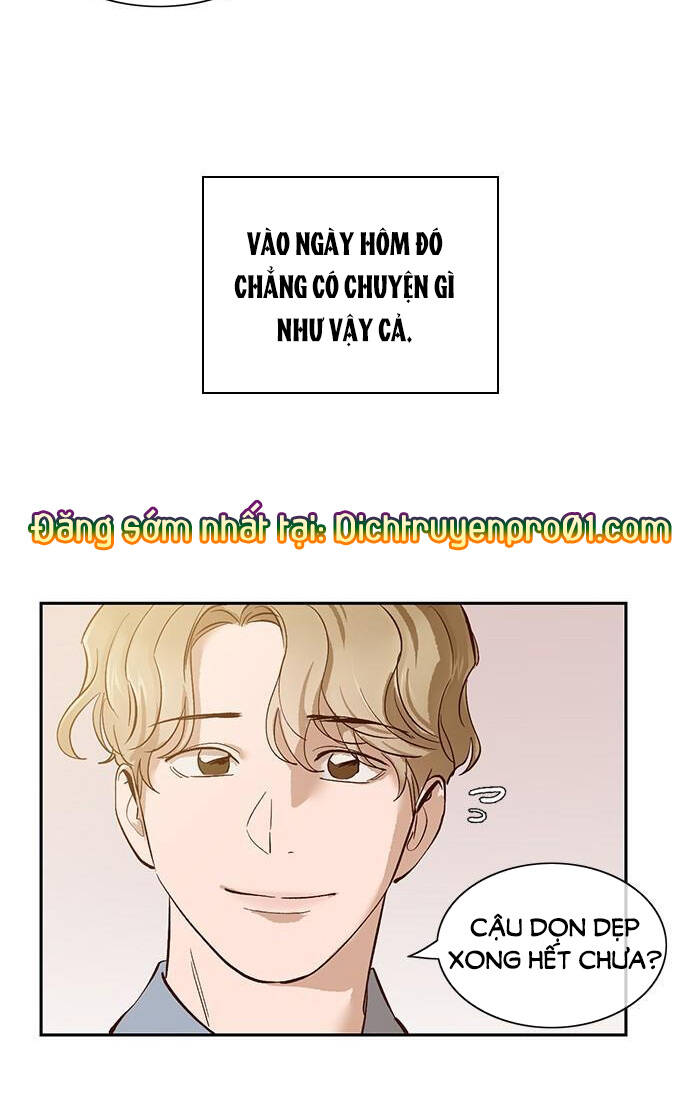 VÀO NGÀY HÔM ĐÓ
CHẲNG CÓ CHUYỆN GÌ
NHƯ VẬY CẢ.
Đăng sớm nhất tại: Dichtruyenpro01.com
CẬU DỌN DẸP
XONG HẾT CHƯA?